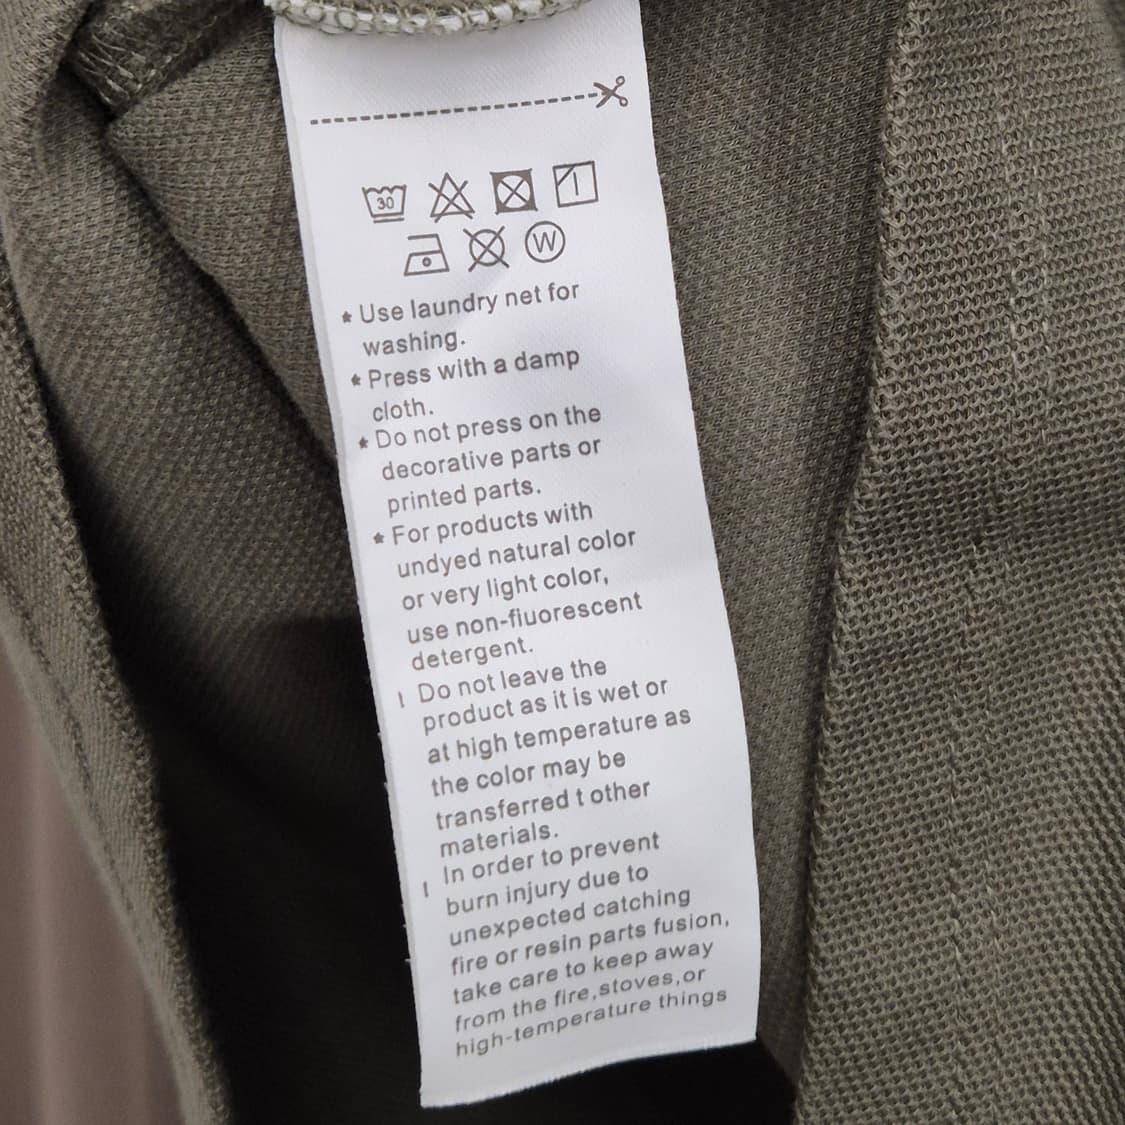 30
W
* Use laundry net for
washing.
* Press with a damp
cloth.
* Do not press on the
decorative parts or
printed parts.
* For products with
undyed natural color
or very light color,
use non-fiuorescent
detergent.
! Do not leave the
product as it is wet or
at high temperature as
the color may be
transferred t other
materials.
! In order to prevent
burn injury due to
unexpected catching
fire or resin parts fusion,
take care to keep away
from the fire,stoves,or
high-temperature things